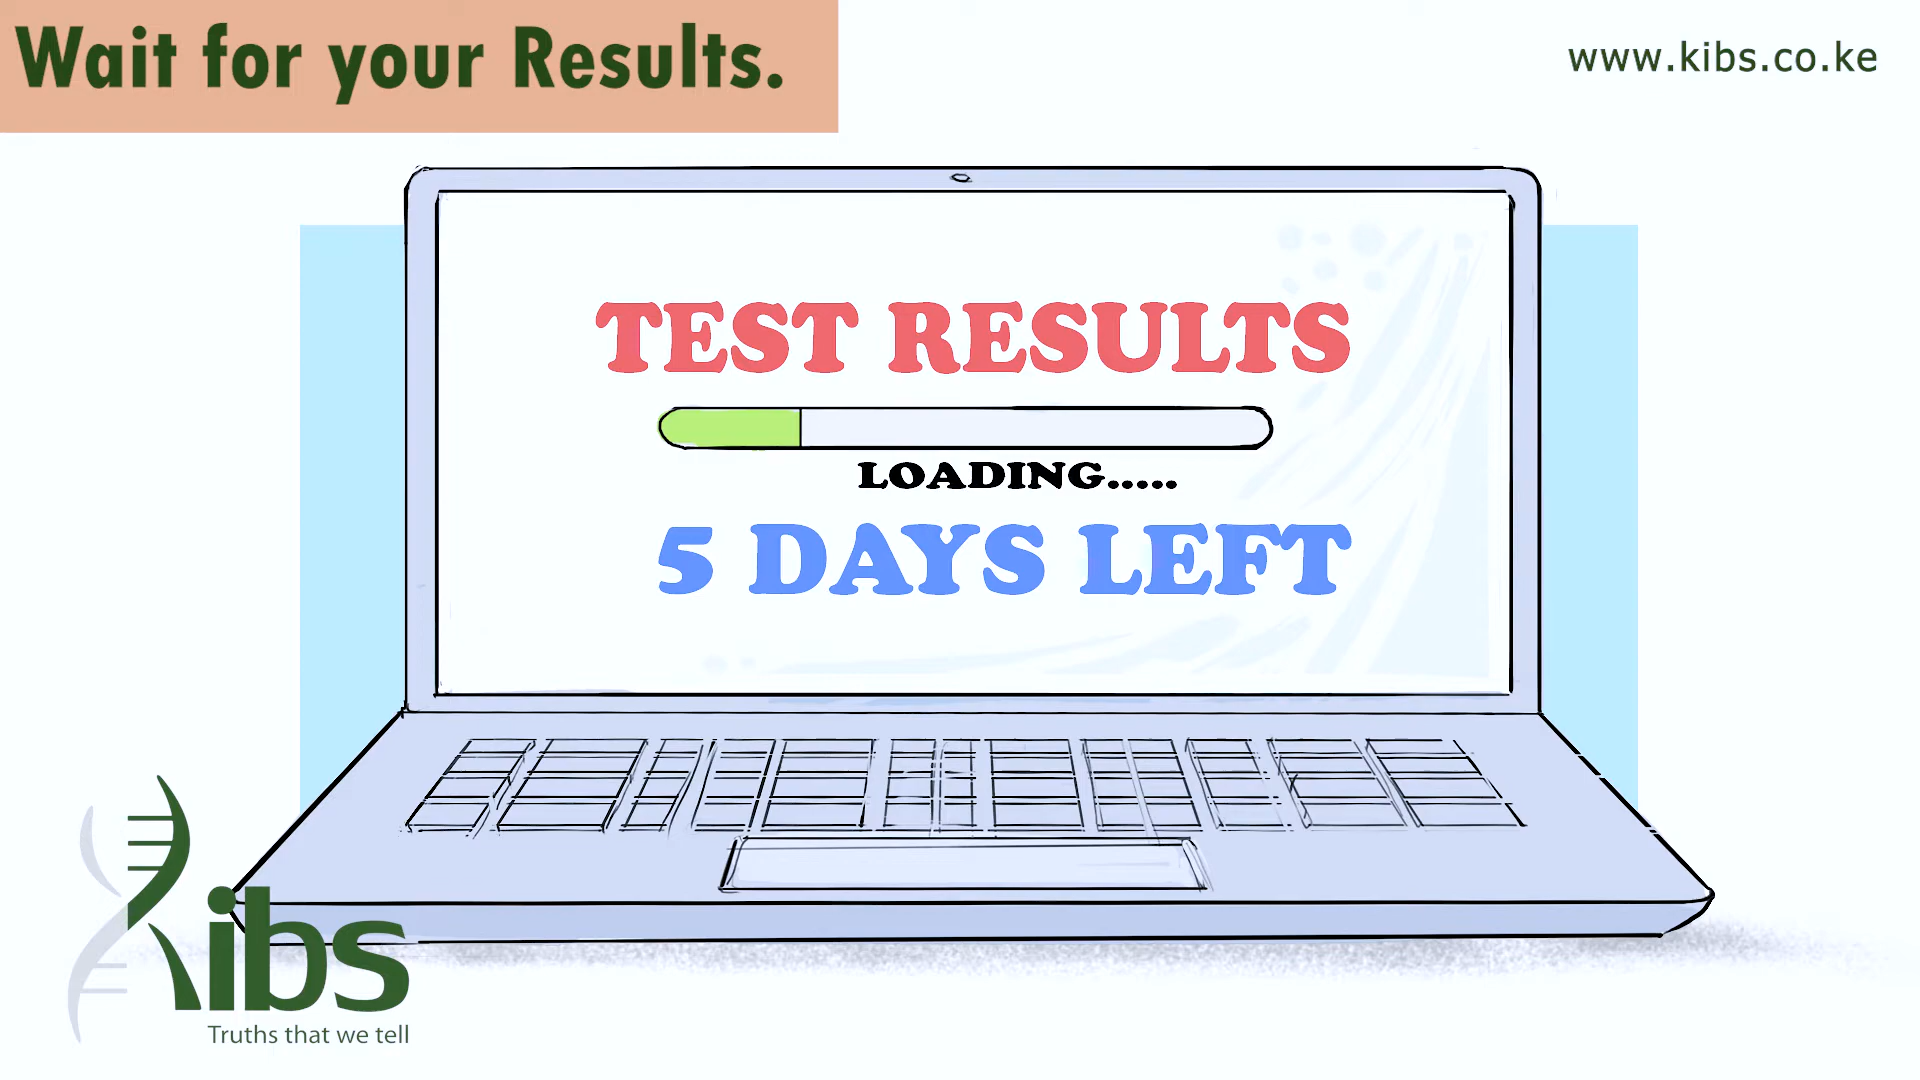 Wait for your Results.
www.kibs.co.ke
TEST RESULTS
LOADING.....
5 DAYS LEFT
Kibs
Truths that we tell